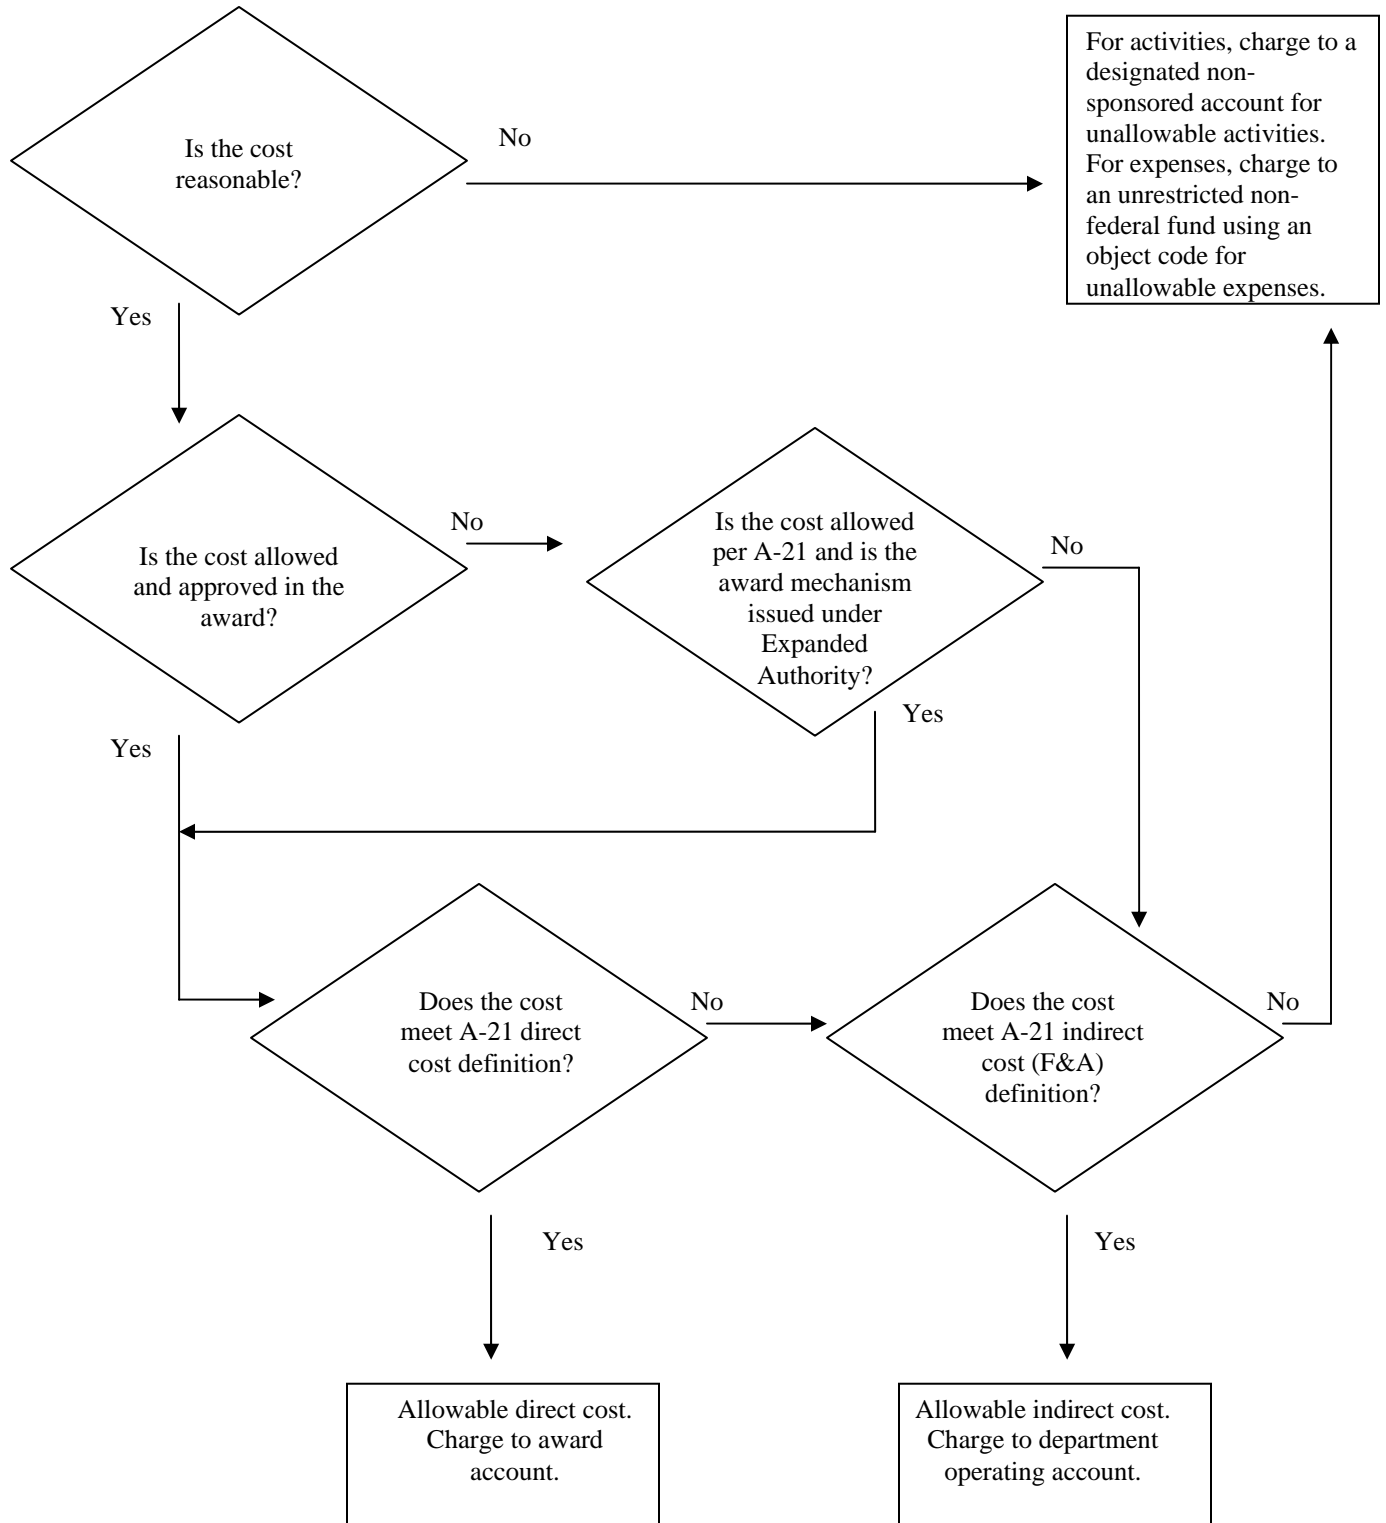 Is the cost
reasonable?
No
For activities, charge to a
designated non-
sponsored account for
unallowable activities.
For expenses, charge to
an unrestricted non-
federal fund using an
object code for
unallowable expenses.
Yes
Is the cost allowed
and approved in the
award?
No
Is the cost allowed
per A-21 and is the
award mechanism
issued under
Expanded
Authority?
No
Yes
Yes
Does the cost
meet A-21 direct
cost definition?
No
Does the cost
meet A-21 indirect
cost (F&A)
definition?
No
Yes
Yes
Allowable direct cost.
Charge to award
account.
Allowable indirect cost.
Charge to department
operating account.